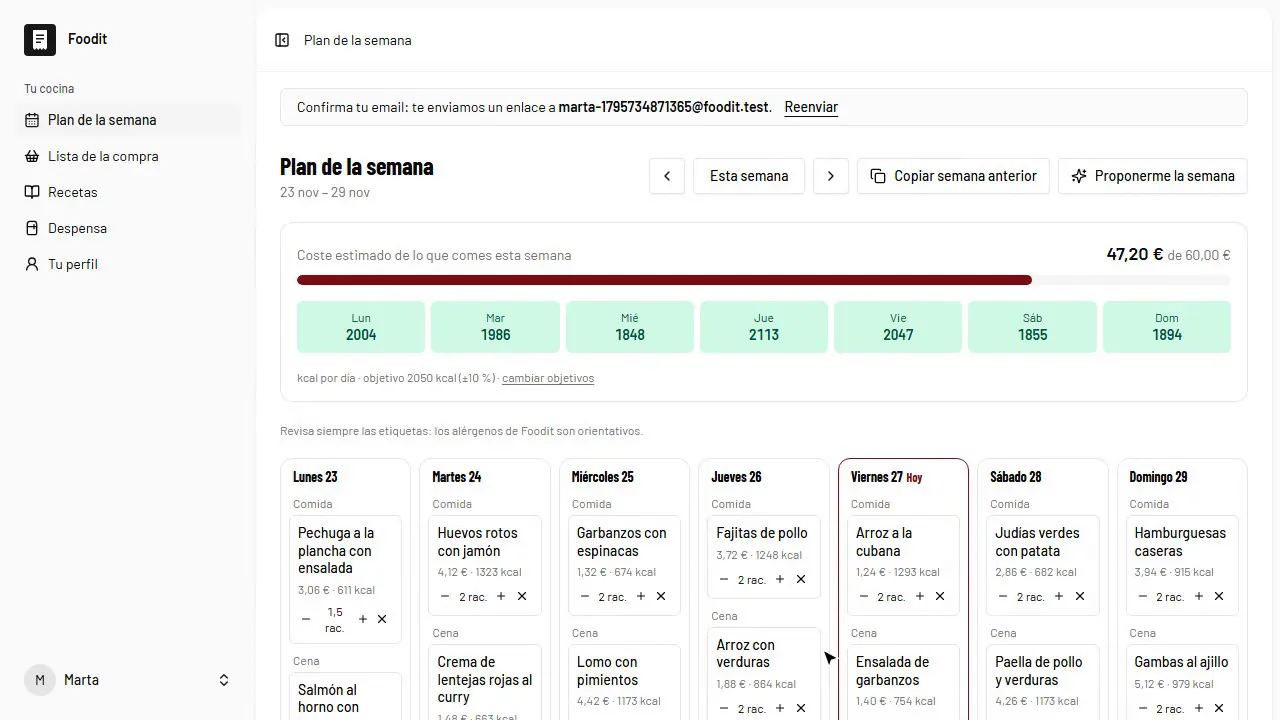 Foodit
Plan de la semana
Tu cocina
Plan de la semana
Lista de la compra
Recetas
Despensa
Tu perfil
M Marta
Confirma tu email: te enviamos un enlace a marta-1795734871365@foodit.test. Reenviar
Plan de la semana
23 nov – 29 nov
Esta semana
Copiar semana anterior
Proponerme la semana
Coste estimado de lo que comes esta semana
47,20 € de 60,00 €
Lun
2004
Mar
1986
Mié
1848
Jue
2113
Vie
2047
Sáb
1855
Dom
1894
kcal por día · objetivo 2050 kcal (±10 %) · cambiar objetivos
Revisa siempre las etiquetas: los alérgenos de Foodit son orientativos.
Lunes 23
Comida
Pechuga a la
plancha con
ensalada
3,06 € · 611 kcal
− 1,5 + ×
rac.
Cena
Salmón al
horno con
Martes 24
Comida
Huevos rotos
con jamón
4,12 € · 1323 kcal
− 2 rac. + ×
Cena
Crema de
lentejas rojas al
curry
1,48 € · 663 kcal
Miércoles 25
Comida
Garbanzos con
espinacas
1,32 € · 674 kcal
− 2 rac. + ×
Cena
Lomo con
pimientos
4,42 € · 1173 kcal
Jueves 26
Comida
Fajitas de pollo
3,72 € · 1248 kcal
− 2 rac. + ×
Cena
Arroz con
verduras
1,88 € · 864 kcal
− 2 rac. + ×
Viernes 27 Hoy
Comida
Arroz a la
cubana
1,24 € · 1293 kcal
− 2 rac. + ×
Cena
Ensalada de
garbanzos
1,40 € · 754 kcal
Sábado 28
Comida
Judías verdes
con patata
2,86 € · 682 kcal
− 2 rac. + ×
Cena
Paella de pollo
y verduras
4,26 € · 1173 kcal
Domingo 29
Comida
Hamburguesas
caseras
3,94 € · 915 kcal
− 2 rac. + ×
Cena
Gambas al ajillo
5,12 € · 979 kcal
− 2 rac. + ×